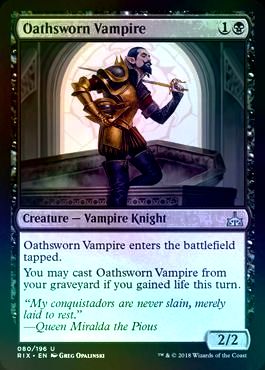 Oathsworn Vampire 1
Creature — Vampire Knight
Oathsworn Vampire enters the battlefield
tapped.
You may cast Oathsworn Vampire from
your graveyard if you gained life this turn.
"My conquistadors are never slain, merely
laid to rest."
—Queen Miralda the Pious
2/2
080/196 U
RIX • EN Greg Opalinski
™ & © 2018 Wizards of the Coast